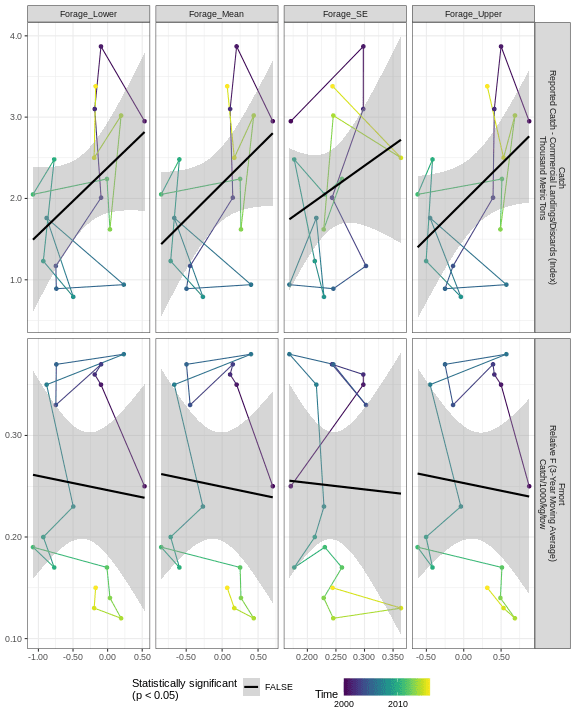 Forage_Lower
Forage_Mean
Forage_SE
Forage_Upper
4.0
3.0
2.0
1.0
Catch
Reported Catch - Commercial Landings/Discards (Index)
Thousand Metric Tons
0.30
0.20
0.10
Fmort
Relative F (3-Year Moving Average)
Catch/1000/kg/tow
-1.00 -0.50 0.00 0.50
-0.50 0.00 0.50
0.200 0.250 0.300 0.350
-0.50 0.00 0.50
Statistically significant
(p < 0.05)
FALSE
Time
2000 2010